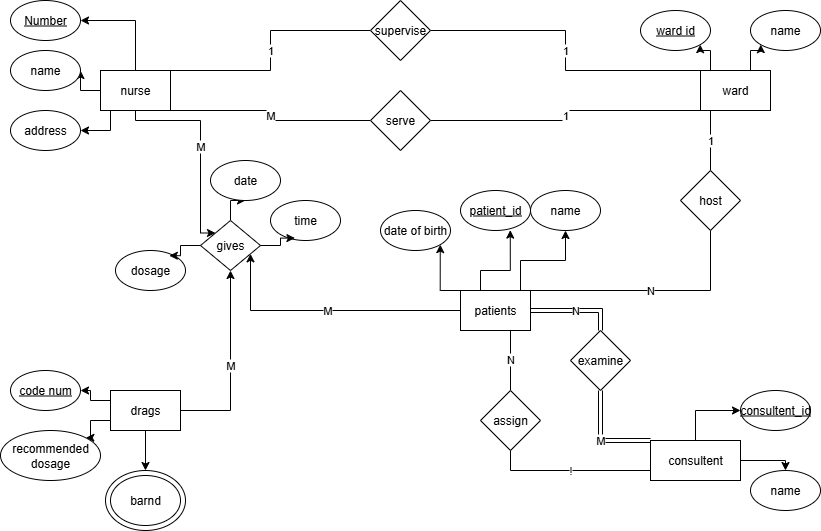 Number
supervise
ward id
name
name
1
1
nurse
ward
address
M
serve
1
M
1
date
host
time
patient_id
name
date of birth
gives
dosage
N
M
patients
N
M
N
examine
code num
drags
consultent_id
assign
M
recommended
dosage
consultent
!
name
barnd